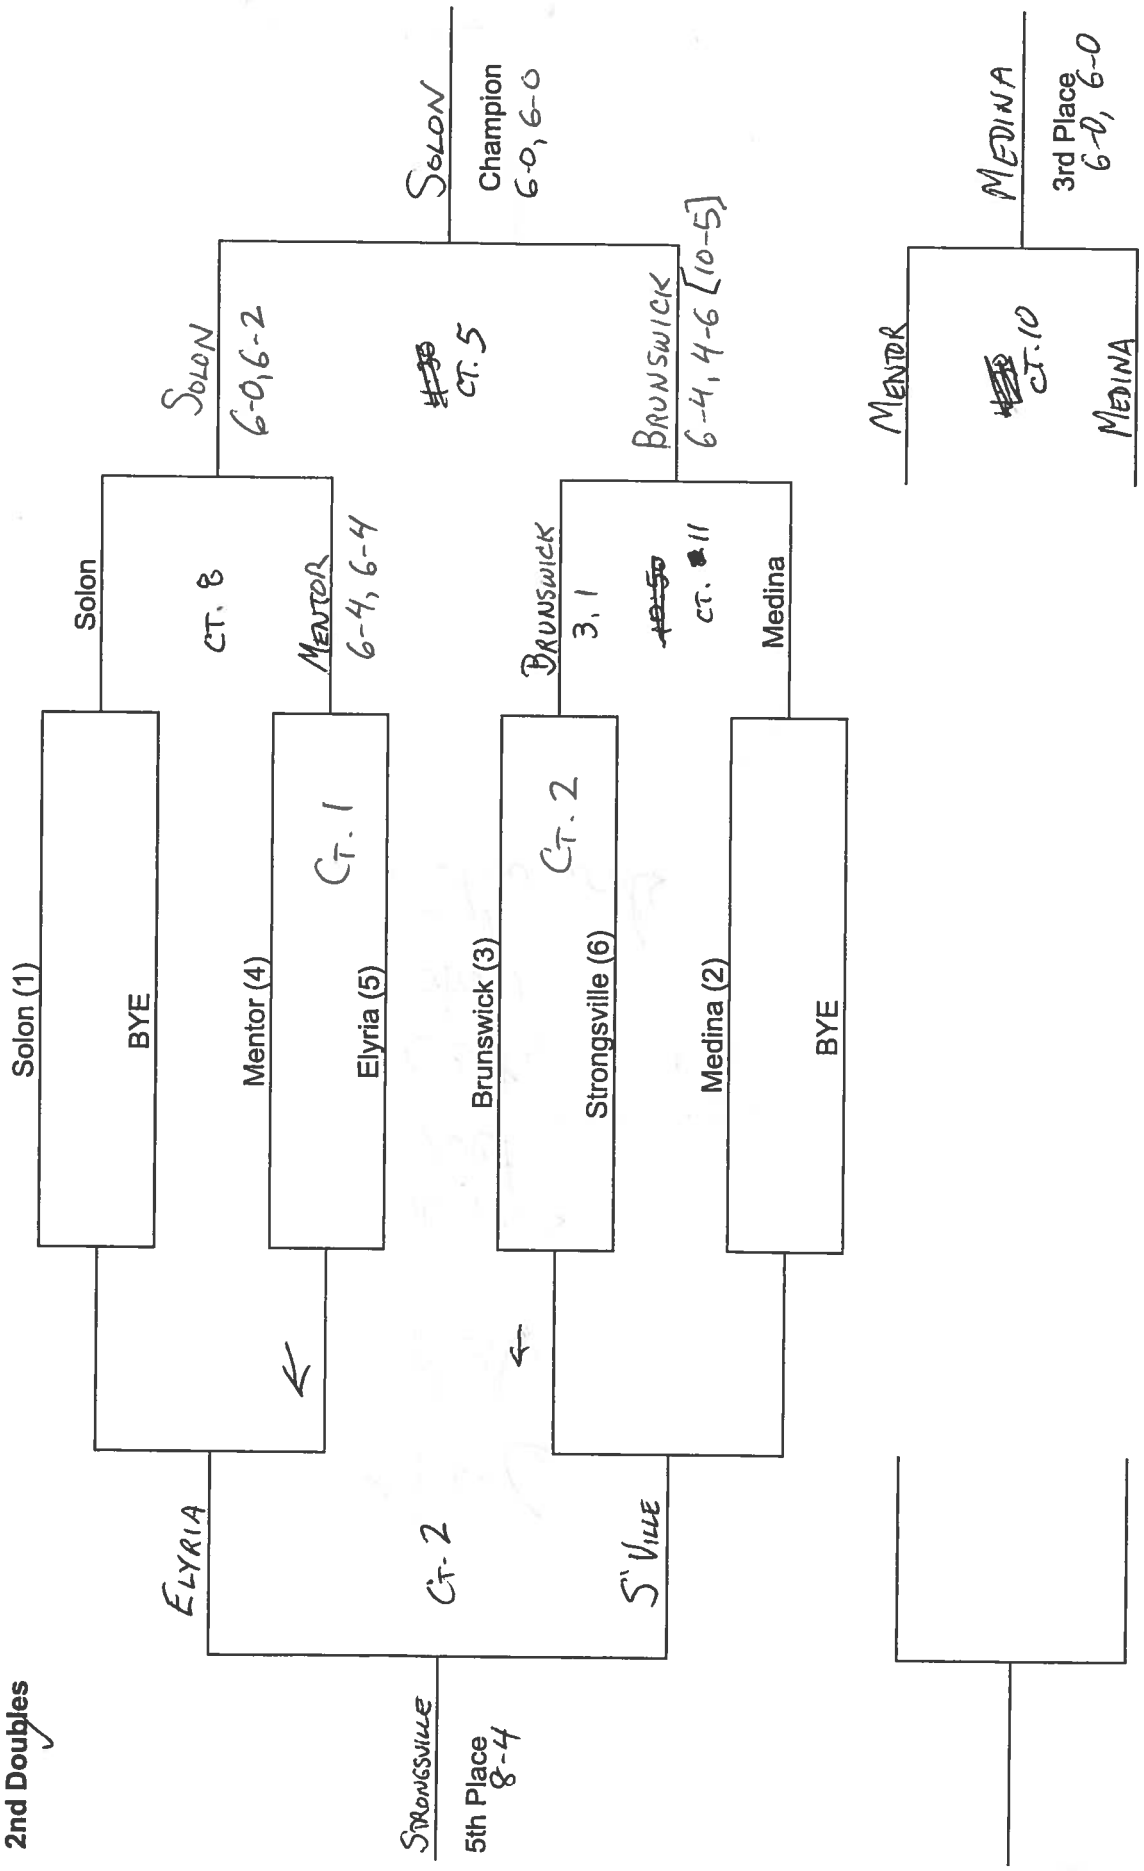 2nd Doubles
Solon (1)
BYE
Solon
CT. 8
SOLON
6-0, 6-2
Mentor (4)
Elyria (5)
CT. 1
MENTOR
6-4, 6-4
CT. 5
SOLON
Champion
6-0, 6-0
Brunswick (3)
Strongsville (6)
CT. 2
BRUNSWICK
3, 1
CT. 11
BRUNSWICK
6-4, 4-6 [10-5]
Medina (2)
BYE
Medina
ELYRIA
CT. 2
S'VILLE
STRONGSVILLE
5th Place
8-4
MENTOR
CT. 10
MEDINA
MEDINA
3rd Place
6-0, 6-0